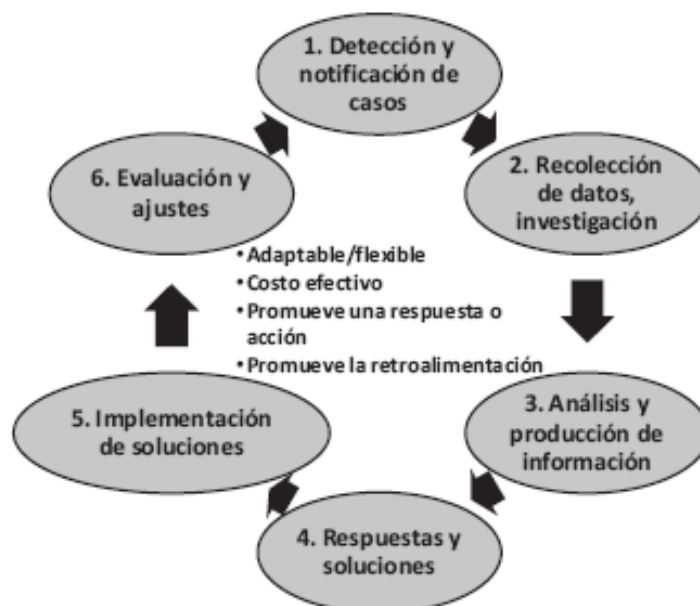 1. Detección y
notificación de
casos
2. Recolección
de datos,
investigación
3. Análisis y
producción de
información
4. Respuestas y
soluciones
5. Implementación
de soluciones
6. Evaluación y
ajustes
• Adaptable/flexible
• Costo efectivo
• Promueve una respuesta o
acción
• Promueve la retroalimentación